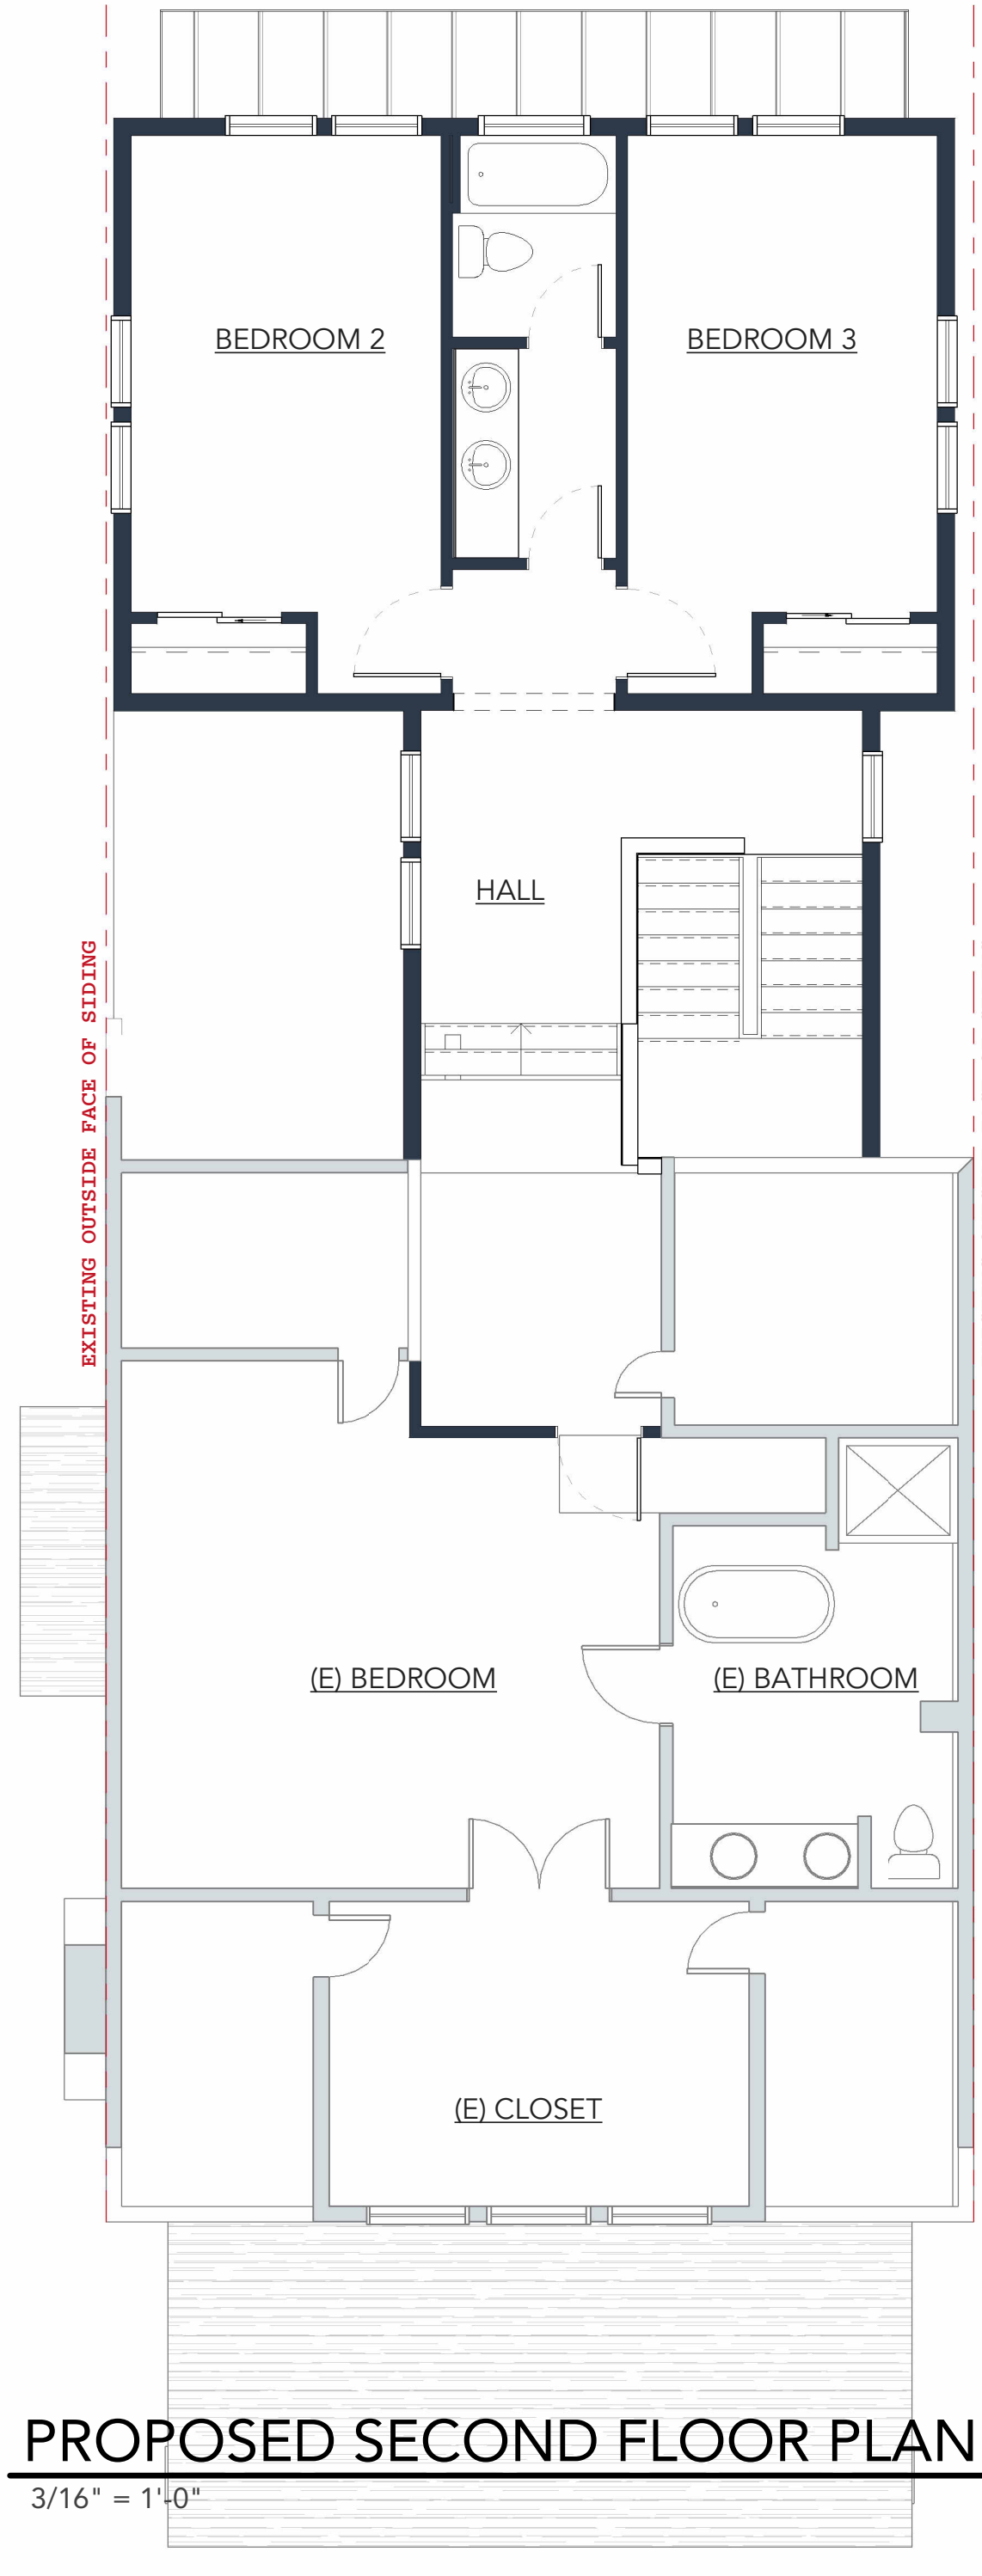 BEDROOM 2
BEDROOM 3
HALL
EXISTING OUTSIDE FACE OF SIDING
(E) BEDROOM
(E) BATHROOM
(E) CLOSET
PROPOSED SECOND FLOOR PLAN
3/16" = 1'-0"